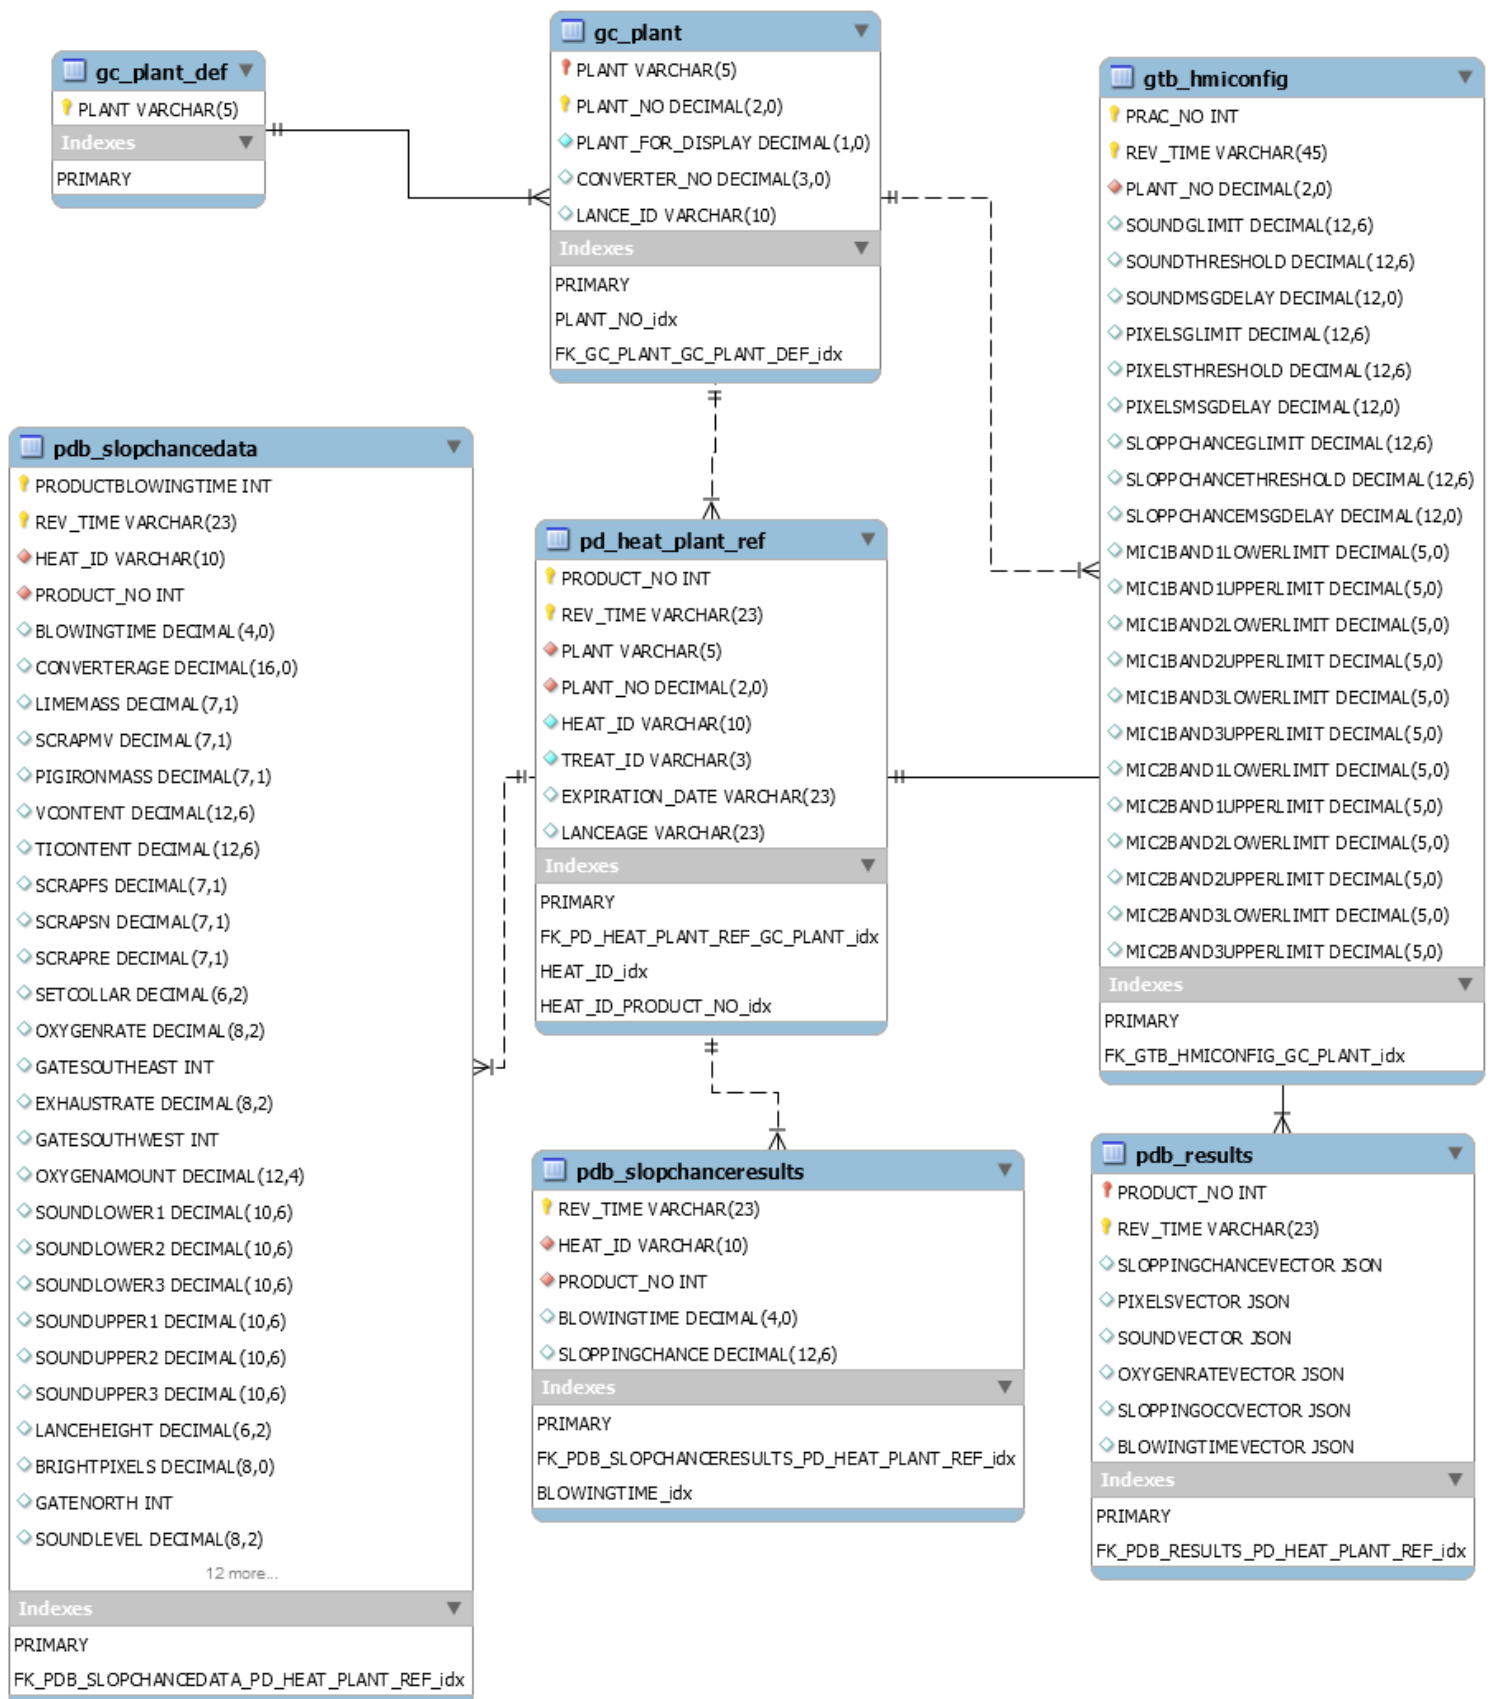 gc_plant_def
PLANT VARCHAR(5)
Indexes
PRIMARY
gc_plant
PLANT VARCHAR(5)
PLANT_NO DECIMAL(2,0)
PLANT_FOR_DISPLAY DECIMAL(1,0)
CONVERTER_NO DECIMAL(3,0)
LANCE_ID VARCHAR(10)
Indexes
PRIMARY
PLANT_NO_idx
FK_GC_PLANT_GC_PLANT_DEF_idx
gtb_hmiconfig
PRAC_NO INT
REV_TIME VARCHAR(45)
PLANT_NO DECIMAL(2,0)
SOUNDGLIMIT DECIMAL(12,6)
SOUNDTHRESHOLD DECIMAL(12,6)
SOUNDMSGDELAY DECIMAL(12,0)
PIXELSGLIMIT DECIMAL(12,6)
PIXELSTHRESHOLD DECIMAL(12,6)
PIXELSMSGDELAY DECIMAL(12,0)
SLOPPCHANCEGLIMIT DECIMAL(12,6)
SLOPPCHANCETHRESHOLD DECIMAL(12,6)
SLOPPCHANCEMSGDELAY DECIMAL(12,0)
MIC1BAND1LOWERLIMIT DECIMAL(5,0)
MIC1BAND1UPPERLIMIT DECIMAL(5,0)
MIC1BAND2LOWERLIMIT DECIMAL(5,0)
MIC1BAND2UPPERLIMIT DECIMAL(5,0)
MIC1BAND3LOWERLIMIT DECIMAL(5,0)
MIC1BAND3UPPERLIMIT DECIMAL(5,0)
MIC2BAND1LOWERLIMIT DECIMAL(5,0)
MIC2BAND1UPPERLIMIT DECIMAL(5,0)
MIC2BAND2LOWERLIMIT DECIMAL(5,0)
MIC2BAND2UPPERLIMIT DECIMAL(5,0)
MIC2BAND3LOWERLIMIT DECIMAL(5,0)
MIC2BAND3UPPERLIMIT DECIMAL(5,0)
Indexes
PRIMARY
FK_GTB_HMICONFIG_GC_PLANT_idx
pdb_slopchancedata
PRODUCTBLOWINGTIME INT
REV_TIME VARCHAR(23)
HEAT_ID VARCHAR(10)
PRODUCT_NO INT
BLOWINGTIME DECIMAL(4,0)
CONVERTERAGE DECIMAL(16,0)
LIMEMASS DECIMAL(7,1)
SCRAPMV DECIMAL(7,1)
PIGIRONMASS DECIMAL(7,1)
VCONTENT DECIMAL(12,6)
TICONTENT DECIMAL(12,6)
SCRAPFS DECIMAL(7,1)
SCRAPSN DECIMAL(7,1)
SCRAPRE DECIMAL(7,1)
SETCOLLAR DECIMAL(6,2)
OXYGENRATE DECIMAL(8,2)
GATESOUTHEAST INT
EXHAUSTRATE DECIMAL(8,2)
GATESOUTHWEST INT
OXYGENAMOUNT DECIMAL(12,4)
SOUNDLOWER1 DECIMAL(10,6)
SOUNDLOWER2 DECIMAL(10,6)
SOUNDLOWER3 DECIMAL(10,6)
SOUNDUPPER1 DECIMAL(10,6)
SOUNDUPPER2 DECIMAL(10,6)
SOUNDUPPER3 DECIMAL(10,6)
LANCEHEIGHT DECIMAL(6,2)
BRIGHTPIXELS DECIMAL(8,0)
GATENORTH INT
SOUNDLEVEL DECIMAL(8,2)
12 more...
Indexes
PRIMARY
FK_PDB_SLOPCHANCEDATA_PD_HEAT_PLANT_REF_idx
pd_heat_plant_ref
PRODUCT_NO INT
REV_TIME VARCHAR(23)
PLANT VARCHAR(5)
PLANT_NO DECIMAL(2,0)
HEAT_ID VARCHAR(10)
TREAT_ID VARCHAR(3)
EXPIRATION_DATE VARCHAR(23)
LANCEAGE VARCHAR(23)
Indexes
PRIMARY
FK_PD_HEAT_PLANT_REF_GC_PLANT_idx
HEAT_ID_idx
HEAT_ID_PRODUCT_NO_idx
pdb_slopchanceresults
REV_TIME VARCHAR(23)
HEAT_ID VARCHAR(10)
PRODUCT_NO INT
BLOWINGTIME DECIMAL(4,0)
SLOPPINGCHANCE DECIMAL(12,6)
Indexes
PRIMARY
FK_PDB_SLOPCHANCERESULTS_PD_HEAT_PLANT_REF_idx
BLOWINGTIME_idx
pdb_results
PRODUCT_NO INT
REV_TIME VARCHAR(23)
SLOPPINGCHANCEVECTOR JSON
PIXELSVECTOR JSON
SOUNDVECTOR JSON
OXYGENRATEVECTOR JSON
SLOPPINGOCCVECTOR JSON
BLOWINGTIMEVECTOR JSON
Indexes
PRIMARY
FK_PDB_RESULTS_PD_HEAT_PLANT_REF_idx